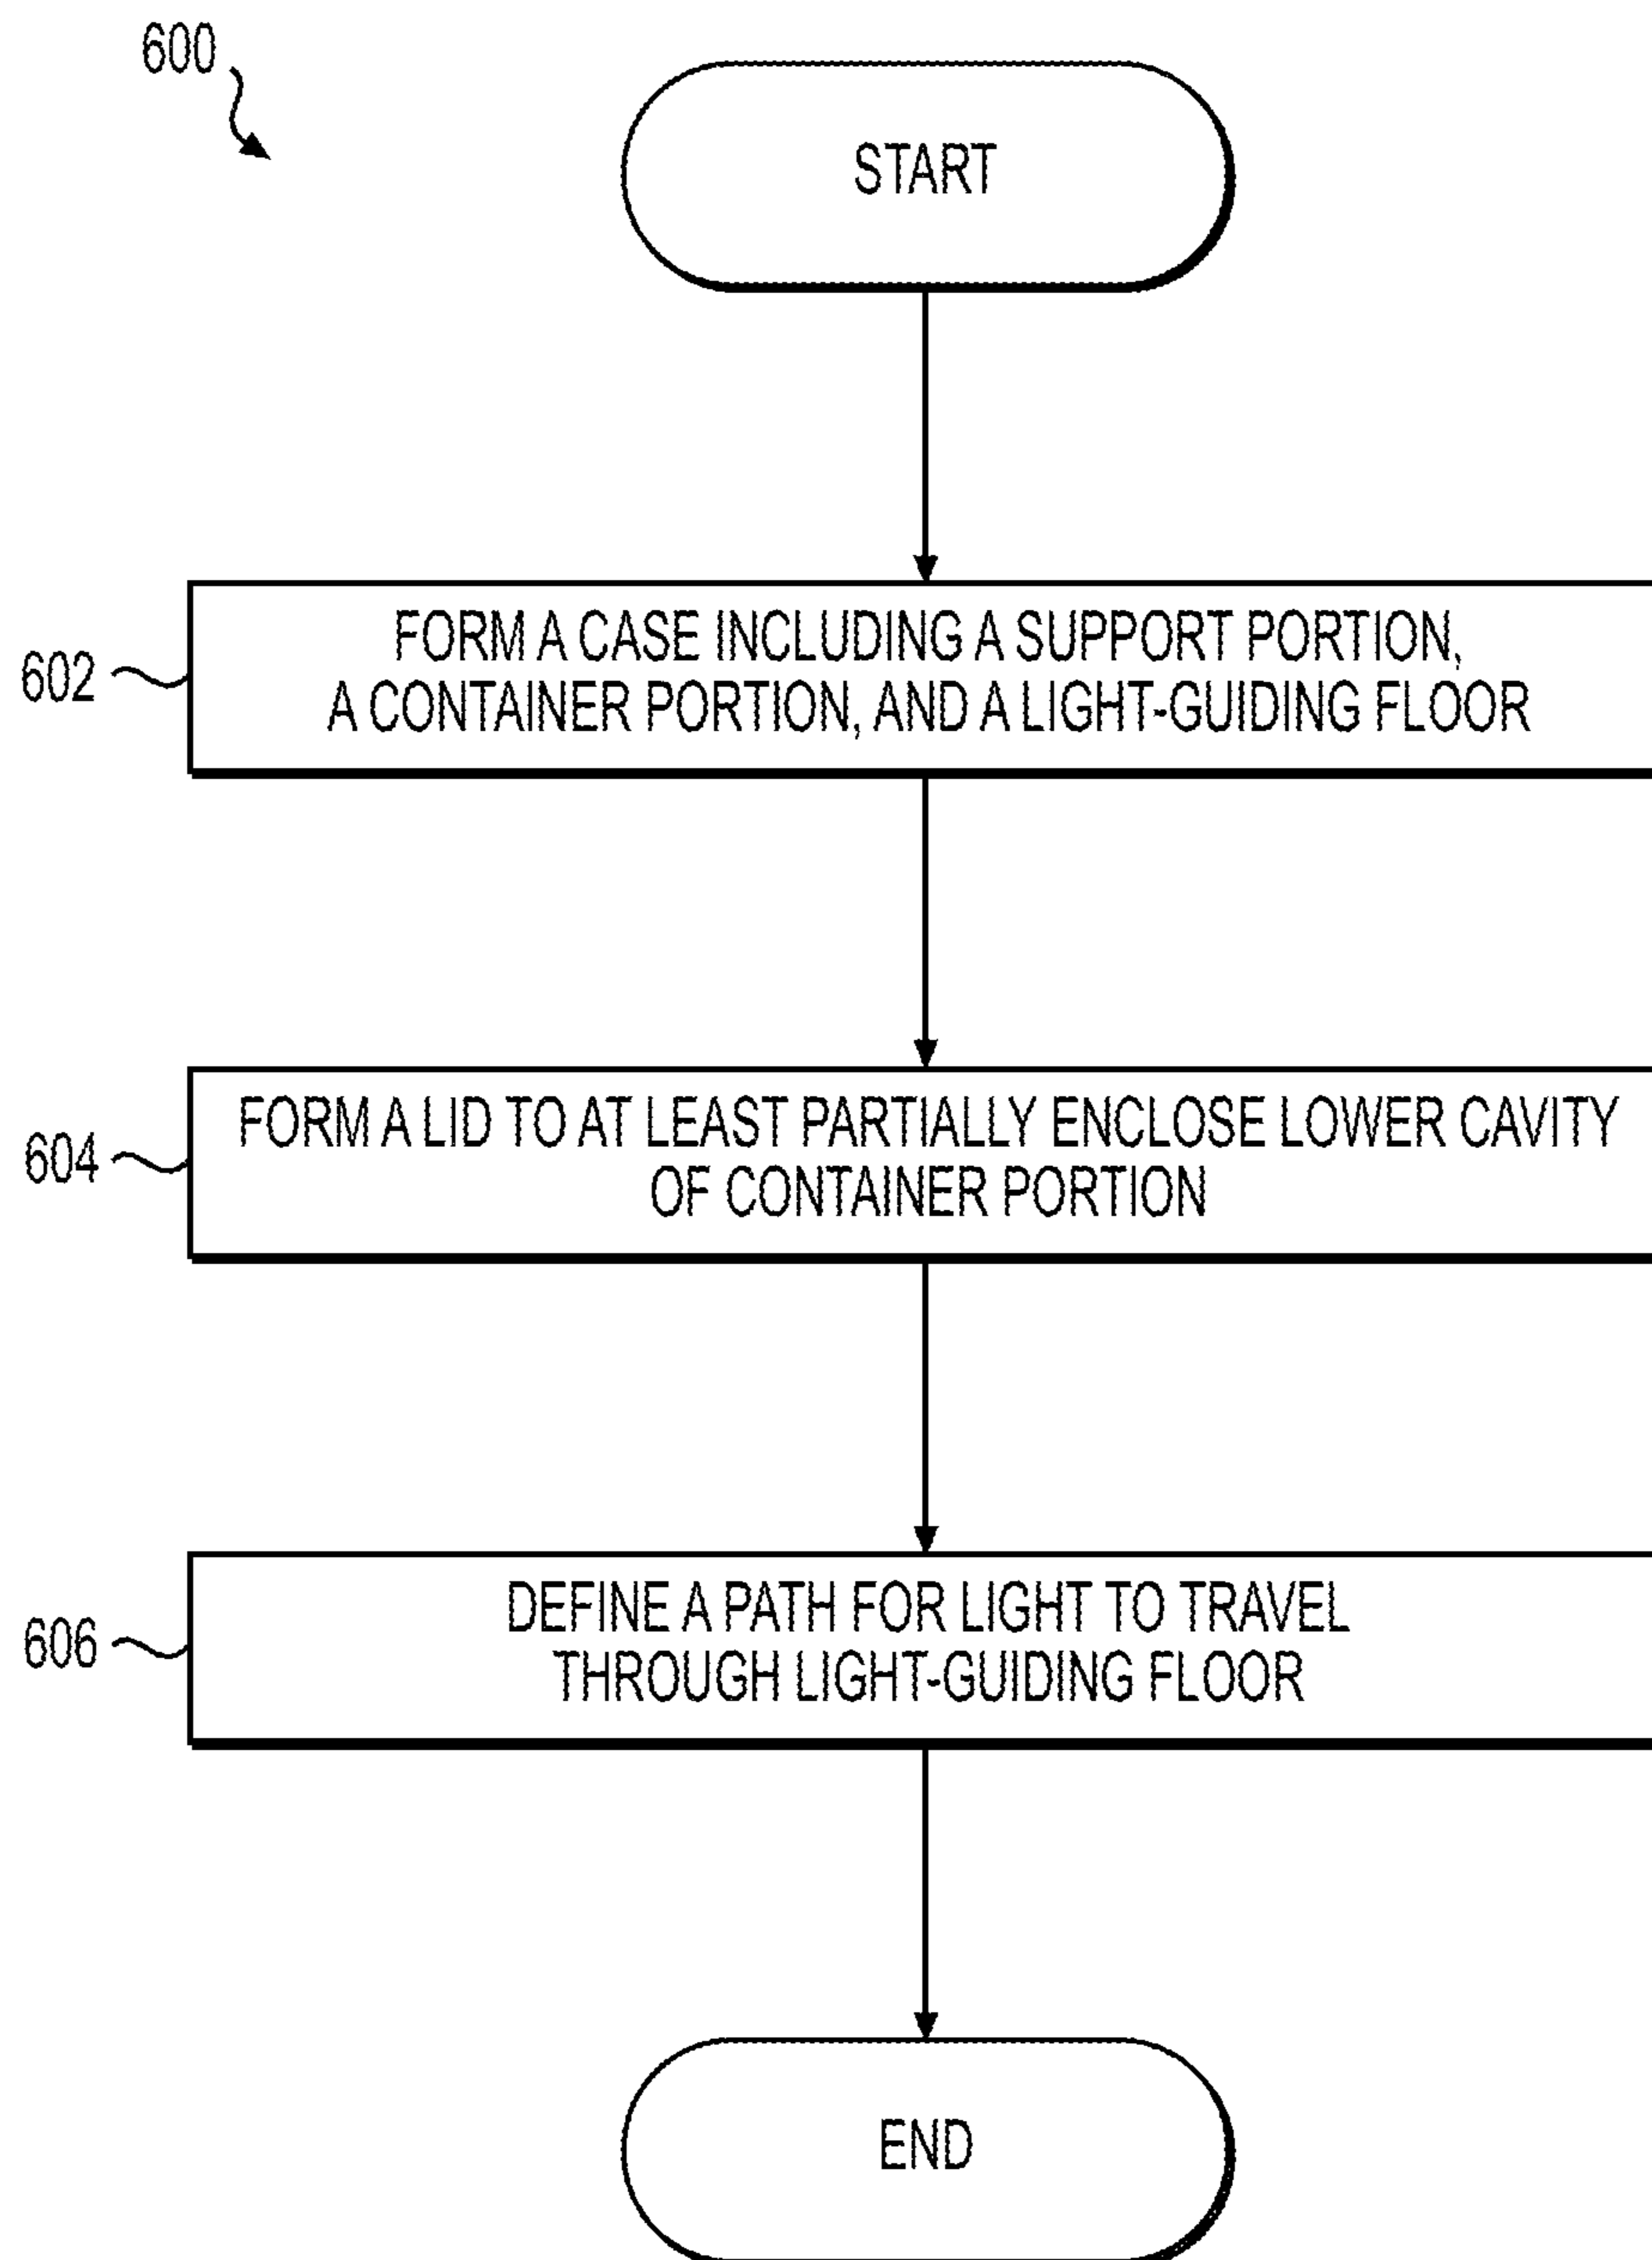 600
START
602
FORM A CASE INCLUDING A SUPPORT PORTION,
A CONTAINER PORTION, AND A LIGHT-GUIDING FLOOR
604
FORM A LID TO AT LEAST PARTIALLY ENCLOSE LOWER CAVITY
OF CONTAINER PORTION
606
DEFINE A PATH FOR LIGHT TO TRAVEL
THROUGH LIGHT-GUIDING FLOOR
END